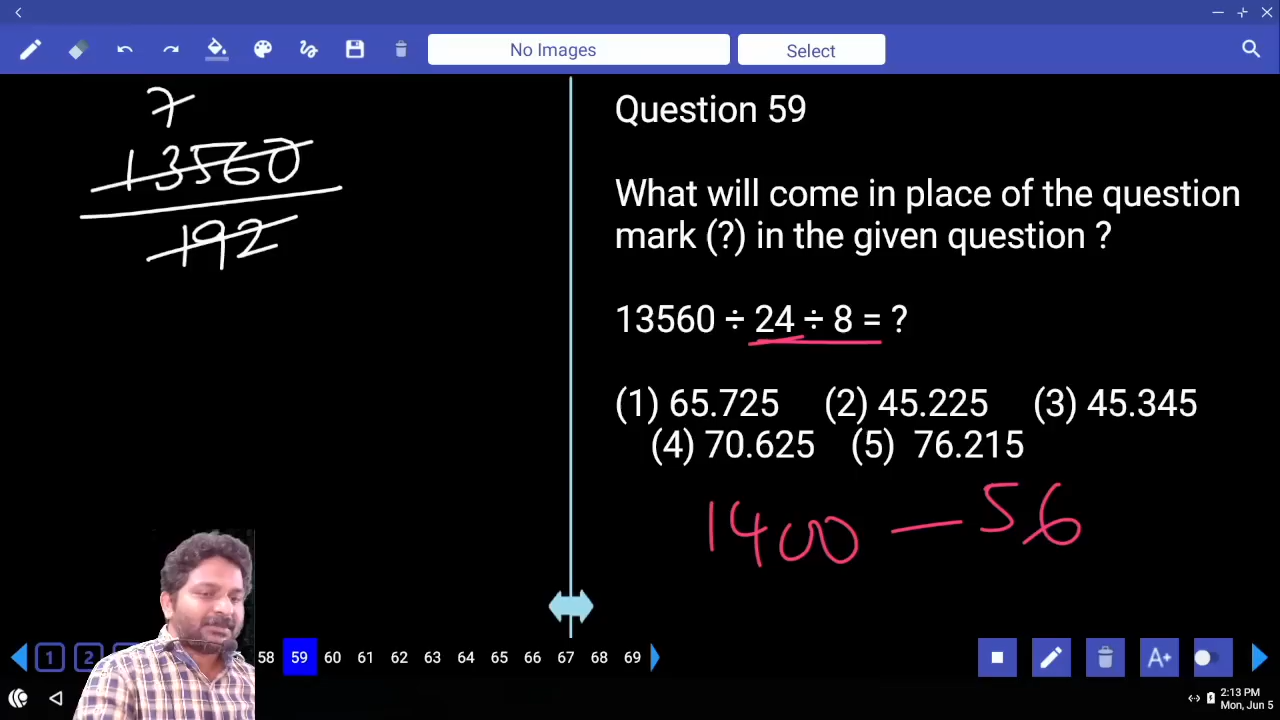 No Images
Select
7
13560
192
Question 59
What will come in place of the question
mark (?) in the given question ?
13560 ÷ 24 ÷ 8 = ?
(1) 65.725 (2) 45.225 (3) 45.345
(4) 70.625 (5) 76.215
1400 — 56
1 2 58 59 60 61 62 63 64 65 66 67 68 69
A+
2:13 PM
Mon, Jun 5